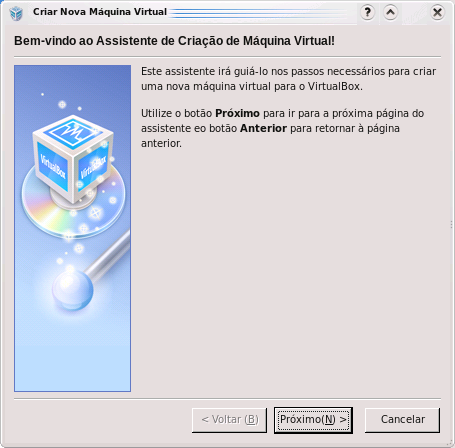 Criar Nova Máquina Virtual
Bem-vindo ao Assistente de Criação de Máquina Virtual!
Este assistente irá guiá-lo nos passos necessários para criar
uma nova máquina virtual para o VirtualBox.
Utilize o botão Próximo para ir para a próxima página do
assistente eo botão Anterior para retornar à página
anterior.
VirtualBox
VirtualBox
< Voltar (B)
Próximo(N) >
Cancelar